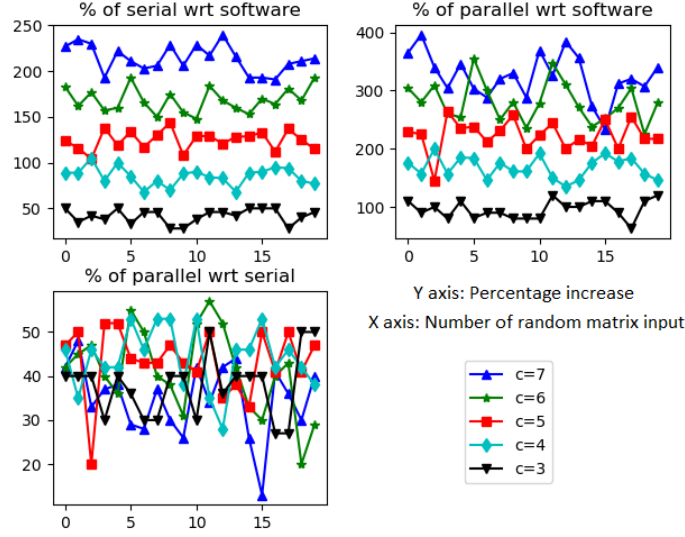 % of serial wrt software
250
200
150
100
50
0 5 10 15
% of parallel wrt software
400
300
200
100
0 5 10 15
% of parallel wrt serial
50
40
30
20
0 5 10 15
Y axis: Percentage increase
X axis: Number of random matrix input
c=7
c=6
c=5
c=4
c=3